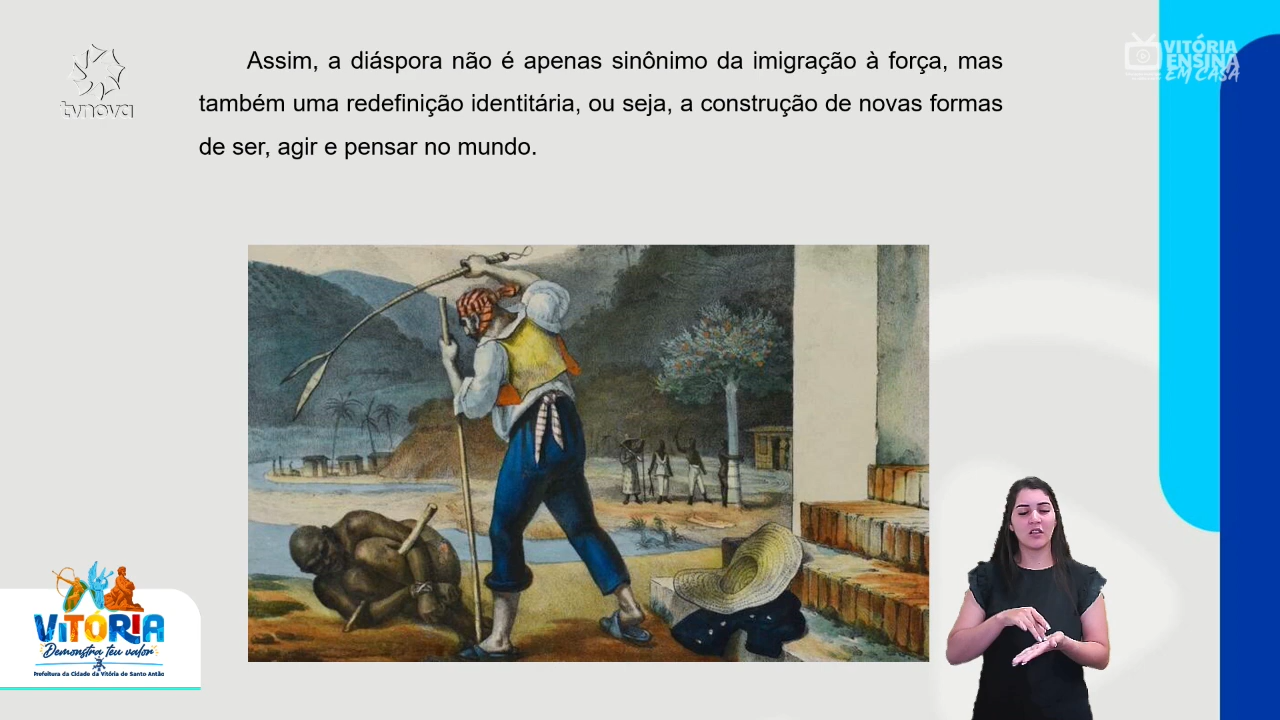 Assim, a diáspora não é apenas sinônimo da imigração à força, mas
também uma redefinição identitária, ou seja, a construção de novas formas
de ser, agir e pensar no mundo.
tvnova
VITÓRIA
ENSINA
EM CASA
VITÓRIA
Demonstra teu valor
Prefeitura da Cidade da Vitória de Santo Antão